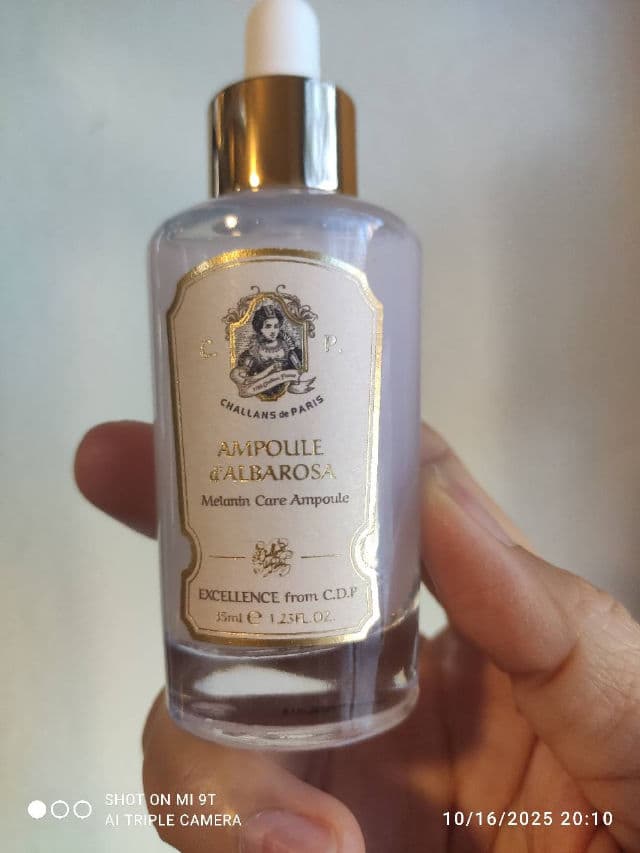 C. P.
CHALLANS de PARIS
AMPOULE
d'ALBAROSA
Melanin Care Ampoule
EXCELLENCE from C.D.P
35ml e 1.23FL.OZ.
SHOT ON MI 9T
AI TRIPLE CAMERA
10/16/2025 20:10